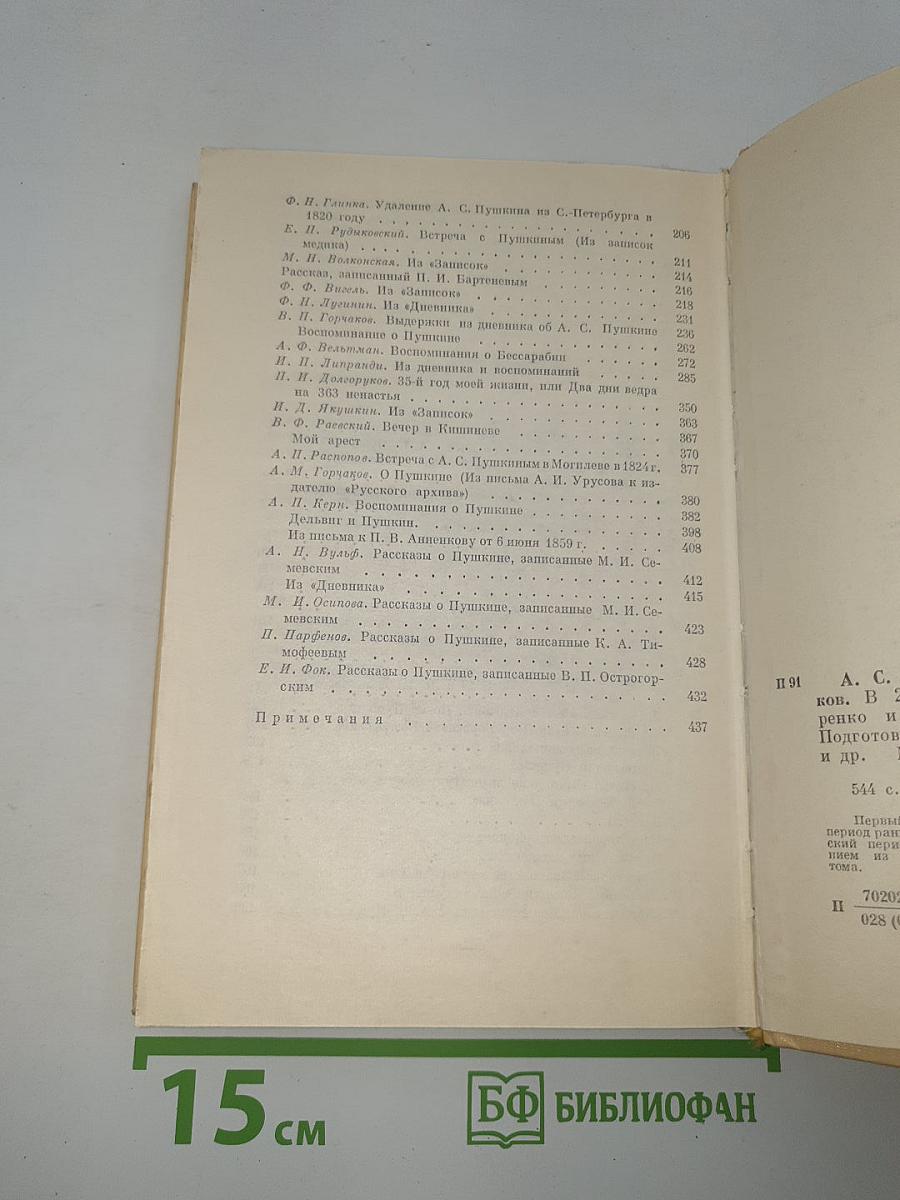 Ф. Н. Глинка. Удаление А. С. Пушкина из С.-Петербурга в
1820 году . . . . . . . . . . . . . . . . 206
Е. П. Рудыковский. Встреча с Пушкиным (Из записок
медика) . . . . . . . . . . . . . . . . 211
М. Н. Волконская. Из «Записок» . . . . . . . . 214
Рассказ, записанный П. И. Бартеневым . . . . . . 216
Ф. Ф. Вигель. Из «Записок» . . . . . . . . . 218
Ф. Н. Лугинин. Из «Дневника» . . . . . . . . . 231
В. П. Горчаков. Выдержки из дневника об А. С. Пушкине 236
Воспоминание о Пушкине . . . . . . . . . 262
А. Ф. Вельтман. Воспоминания о Бессарабии . . . . 272
И. П. Липранди. Из дневника и воспоминаний . . . . 285
П. И. Долгоруков. 35-й год моей жизни, или Два дни ведра
на 363 ненастья . . . . . . . . . . . . . 350
И. Д. Якушкин. Из «Записок» . . . . . . . . . 363
В. Ф. Раевский. Вечер в Кишиневе . . . . . . . 367
Мой арест . . . . . . . . . . . . . . 370
А. П. Распопов. Встреча с А. С. Пушкиным в Могилеве в 1824 г. 377
А. М. Горчаков. О Пушкине (Из письма А. И. Урусова к из-
дателю «Русского архива») . . . . . . . . . 380
А. П. Керн. Воспоминания о Пушкине . . . . . . . 382
Дельвиг и Пушкин. . . . . . . . . . . . 398
Из письма к П. В. Анненкову от 6 июня 1859 г. . . . . 408
А. Н. Вульф. Рассказы о Пушкине, записанные М. И. Се-
мевским . . . . . . . . . . . . . . . 412
Из «Дневника» . . . . . . . . . . . . . 415
М. И. Осипова. Рассказы о Пушкине, записанные М. И. Се-
мевским . . . . . . . . . . . . . . . 423
П. Парфенов. Рассказы о Пушкине, записанные К. А. Ти-
мофеевым . . . . . . . . . . . . . . . 428
Е. И. Фок. Рассказы о Пушкине, записанные В. П. Острогор-
ским . . . . . . . . . . . . . . . . . 432
Примечания . . . . . . . . . . . . . . 437
П 91
А. С.
ков. В 2
ренко и
Подготов
и др.
544 с.
Первый
период ран
ский пери
нием из
тома.
П 70202
028 (
15 см
БФ БИБЛИОФАН